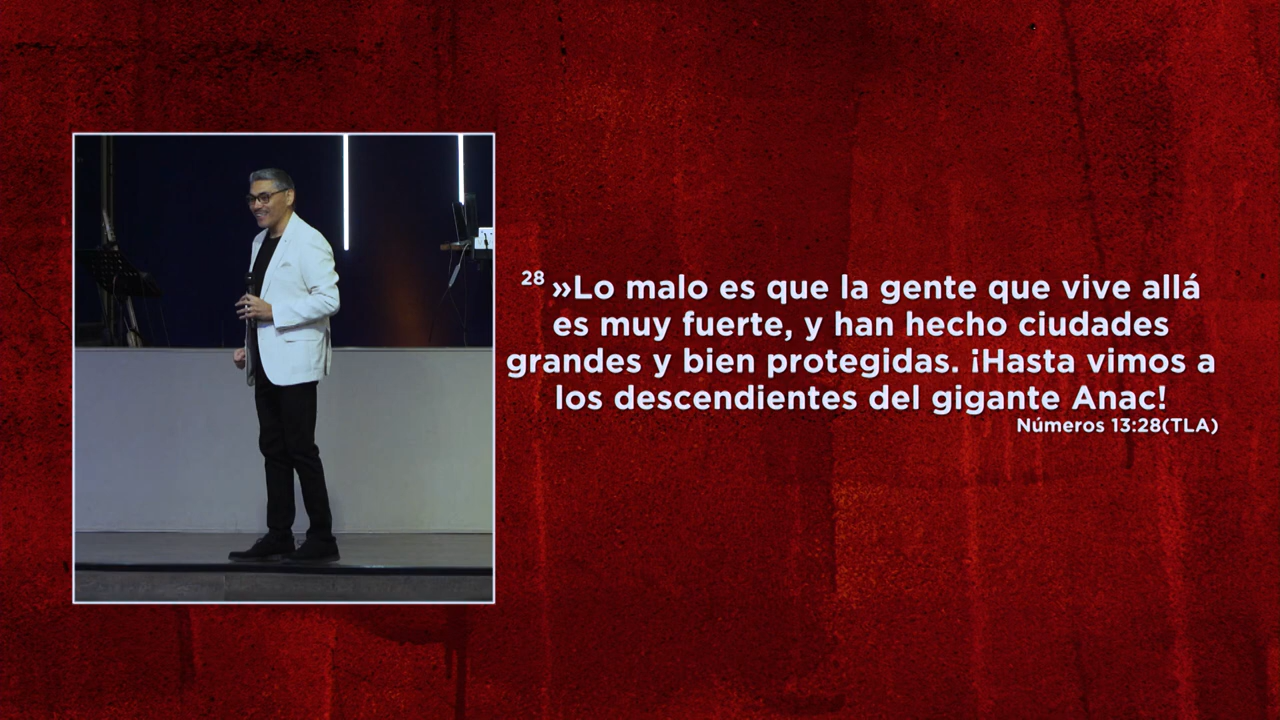 28 »Lo malo es que la gente que vive allá
es muy fuerte, y han hecho ciudades
grandes y bien protegidas. ¡Hasta vimos a
los descendientes del gigante Anac!
Números 13:28(TLA)